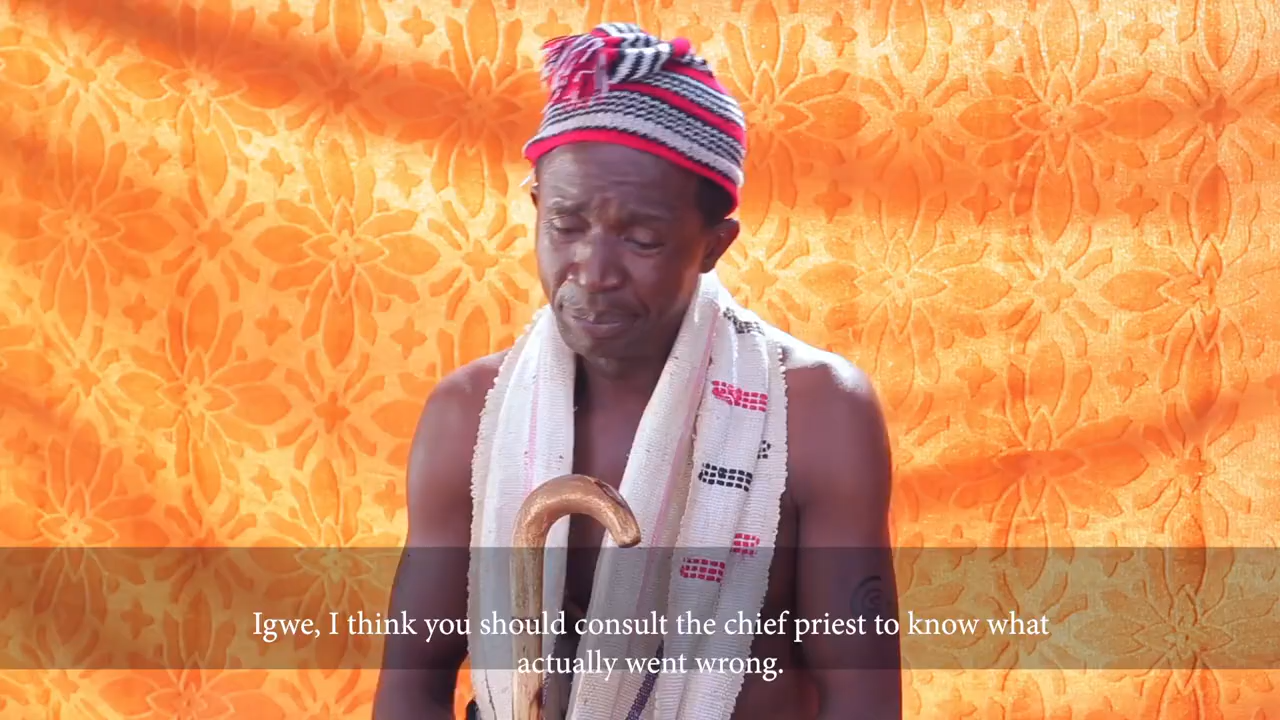 Igwe, I think you should consult the chief priest to know what
actually went wrong.